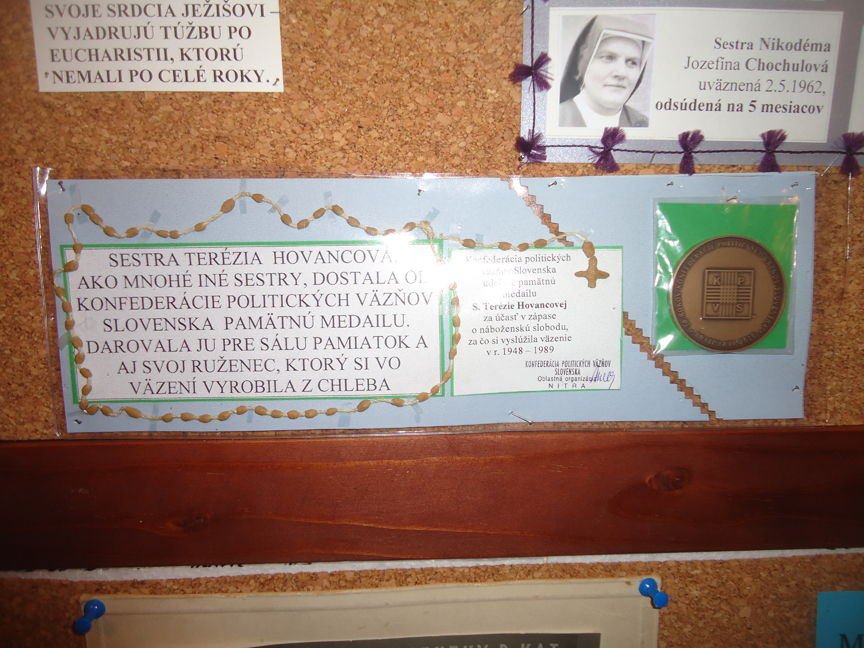 SVOJE SRDCIA JEŽIŠOVI –
VYJADRUJÚ TÚŽBU PO
EUCHARISTII, KTORÚ
NEMALI PO CELÉ ROKY.
Sestra Nikodéma
Jozefína Chochulová
uväznená 2.5.1962,
odsúdená na 5 mesiacov
SESTRA TERÉZIA HOVANCOVÁ,
AKO MNOHÉ INÉ SESTRY, DOSTALA OD
KONFEDERÁCIE POLITICKÝCH VÄZŇOV
SLOVENSKA PAMÄTNÚ MEDAILU.
DAROVALA JU PRE SÁLU PAMIATOK A
AJ SVOJ RUŽENEC, KTORÝ SI VO
VÄZENÍ VYROBILA Z CHLEBA
Konfederácia politických
väzňov Slovenska
udeľuje pamätnú
medailu
S. Terézie Hovancovej
za účasť v zápase
o náboženskú slobodu,
za čo si vyslúžila väzenie
v r. 1948 – 1989
KONFEDERÁCIA POLITICKÝCH VÄZŇOV
SLOVENSKA
Oblastná organizácia
NITRA
K P
V S